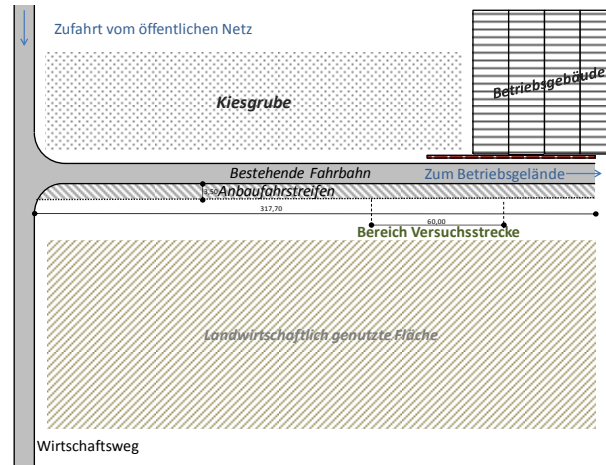 Zufahrt vom öffentlichen Netz
Kiesgrube
Betriebsgebäude
Bestehende Fahrbahn
Zum Betriebsgelände
3,50
Anbaufahrstreifen
317,70
60,00
Bereich Versuchsstrecke
Landwirtschaftlich genutzte Fläche
Wirtschaftsweg